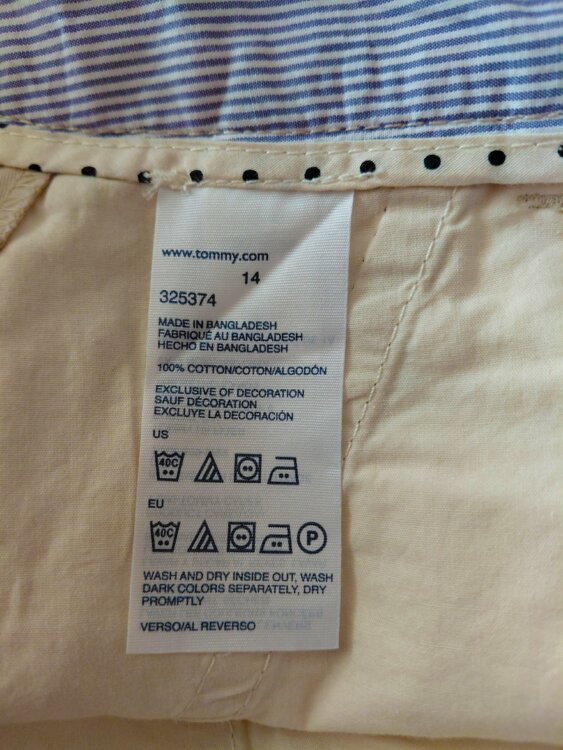 www.tommy.com
14
325374
MADE IN BANGLADESH
FABRIQUÉ AU BANGLADESH
HECHO EN BANGLADESH
100% COTTON/COTON/ALGODÓN
EXCLUSIVE OF DECORATION
SAUF DÉCORATION
EXCLUYE LA DECORACIÓN
US
40C
EU
40C P
WASH AND DRY INSIDE OUT, WASH
DARK COLORS SEPARATELY, DRY
PROMPTLY
VERSO/AL REVERSO